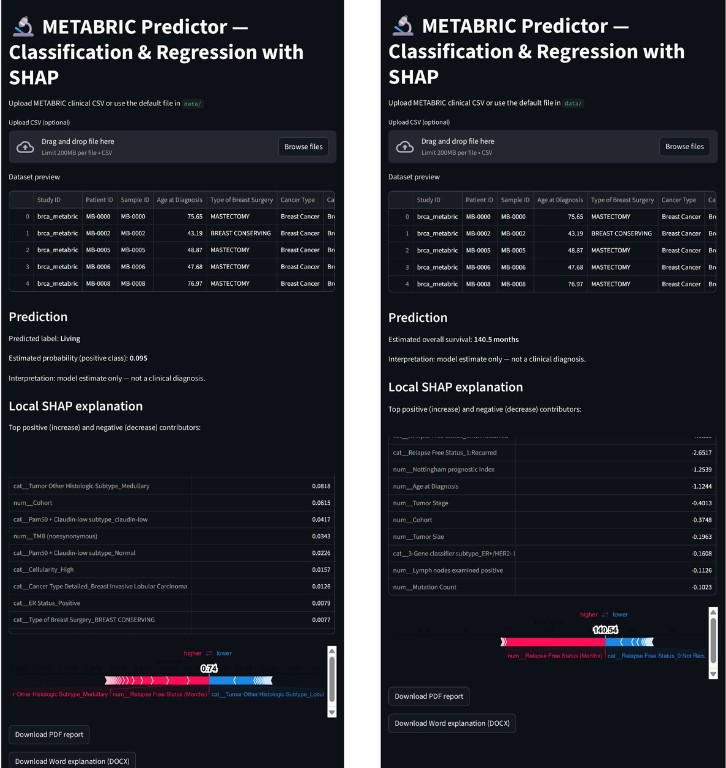 METABRIC Predictor —
Classification & Regression with
SHAP
Upload METABRIC clinical CSV or use the default file in data/
Upload CSV (optional)
Drag and drop file here
Limit 200MB per file • CSV
Browse files
Dataset preview
Study ID Patient ID Sample ID Age at Diagnosis Type of Breast Surgery Cancer Type Ca
0 brca_metabric MB-0000 MB-0000 75.65 MASTECTOMY Breast Cancer Br
1 brca_metabric MB-0002 MB-0002 43.19 BREAST CONSERVING Breast Cancer Br
2 brca_metabric MB-0005 MB-0005 48.87 MASTECTOMY Breast Cancer Br
3 brca_metabric MB-0006 MB-0006 47.68 MASTECTOMY Breast Cancer Br
4 brca_metabric MB-0008 MB-0008 76.97 MASTECTOMY Breast Cancer Br
Prediction
Predicted label: Living
Estimated probability (positive class): 0.095
Interpretation: model estimate only — not a clinical diagnosis.
Local SHAP explanation
Top positive (increase) and negative (decrease) contributors:
cat__Tumor Other Histologic Subtype_Medullary 0.0818
num__Cohort 0.0615
cat__Pam50 + Claudin-low subtype_claudin-low 0.0417
num__TMB (nonsynonymous) 0.0343
cat__Pam50 + Claudin-low subtype_Normal 0.0226
cat__Cellularity_High 0.0157
cat__Cancer Type Detailed_Breast Invasive Lobular Carcinoma 0.0126
cat__ER Status_Positive 0.0079
cat__Type of Breast Surgery_BREAST CONSERVING 0.0077
higher ⇄ lower
0.74
r Other Histologic Subtype_Medullary num__Relapse Free Status (Months) cat__Tumor Other Histologic Subtype_Lobul
Download PDF report
Download Word explanation (DOCX)
METABRIC Predictor —
Classification & Regression with
SHAP
Upload METABRIC clinical CSV or use the default file in data/
Upload CSV (optional)
Drag and drop file here
Limit 200MB per file • CSV
Browse files
Dataset preview
Study ID Patient ID Sample ID Age at Diagnosis Type of Breast Surgery Cancer Type Ca
0 brca_metabric MB-0000 MB-0000 75.65 MASTECTOMY Breast Cancer Br
1 brca_metabric MB-0002 MB-0002 43.19 BREAST CONSERVING Breast Cancer Br
2 brca_metabric MB-0005 MB-0005 48.87 MASTECTOMY Breast Cancer Br
3 brca_metabric MB-0006 MB-0006 47.68 MASTECTOMY Breast Cancer Br
4 brca_metabric MB-0008 MB-0008 76.97 MASTECTOMY Breast Cancer Br
Prediction
Estimated overall survival: 140.5 months
Interpretation: model estimate only — not a clinical diagnosis.
Local SHAP explanation
Top positive (increase) and negative (decrease) contributors:
cat__Relapse Free Status_1:Recurred -2.6517
num__Nottingham prognostic index -1.2539
num__Age at Diagnosis -1.1244
num__Tumor Stage -0.4013
num__Cohort -0.3748
num__Tumor Size -0.1963
cat__3-Gene classifier subtype_ER+/HER2- -0.1608
num__Lymph nodes examined positive -0.1126
num__Mutation Count -0.1023
higher ⇄ lower
140.54
num__Relapse Free Status (Months) cat__Relapse Free Status_0:Not Recu
Download PDF report
Download Word explanation (DOCX)